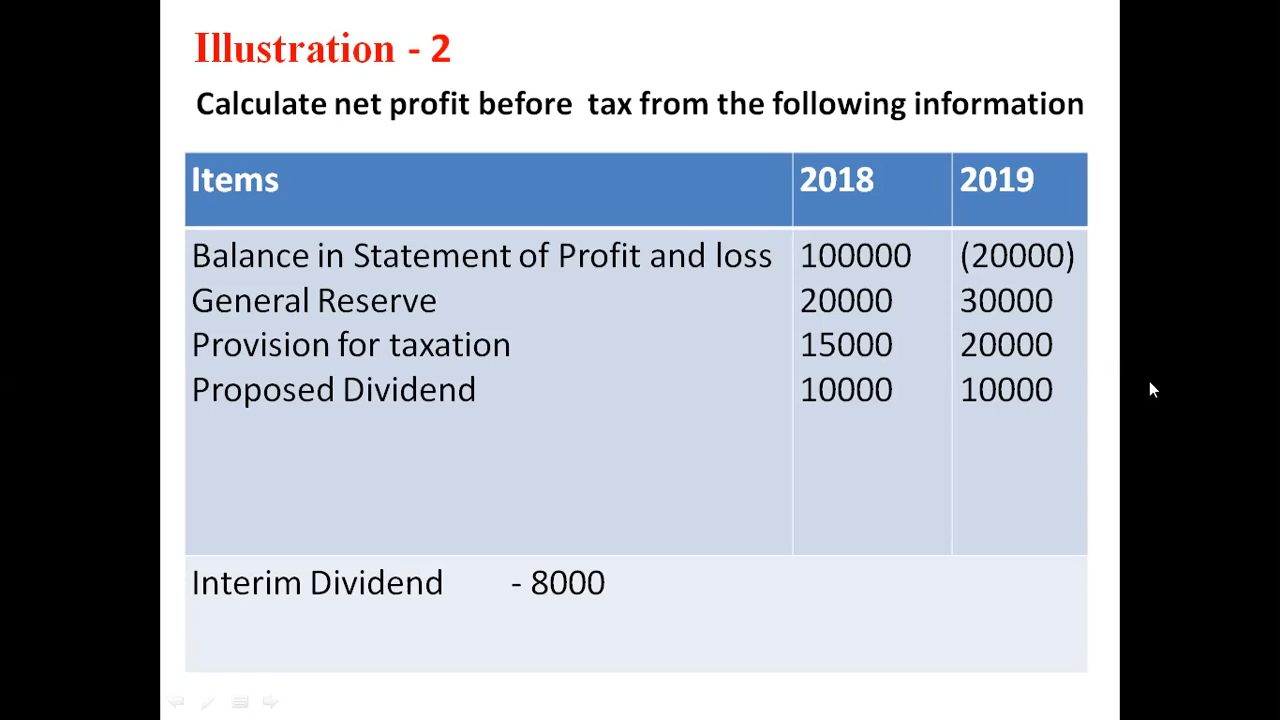 Illustration - 2
Calculate net profit before tax from the following information
Items 2018 2019
Balance in Statement of Profit and loss 100000 (20000)
General Reserve 20000 30000
Provision for taxation 15000 20000
Proposed Dividend 10000 10000
Interim Dividend - 8000